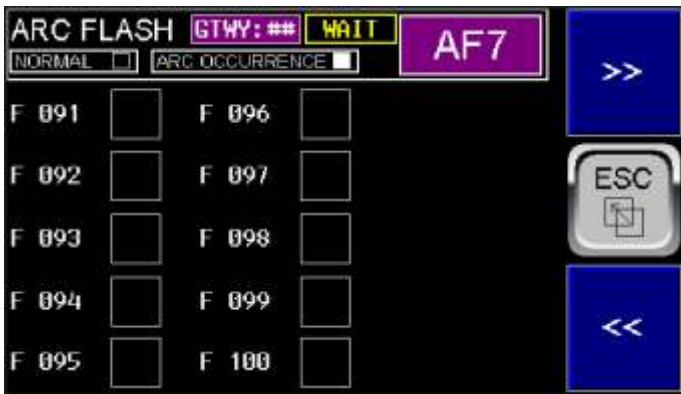 ARC FLASH GTWY:## WAIT AF7
NORMAL ARC OCCURRENCE
>>
F 091 F 096
F 092 F 097
ESC
F 093 F 098
F 094 F 099
<<
F 095 F 100